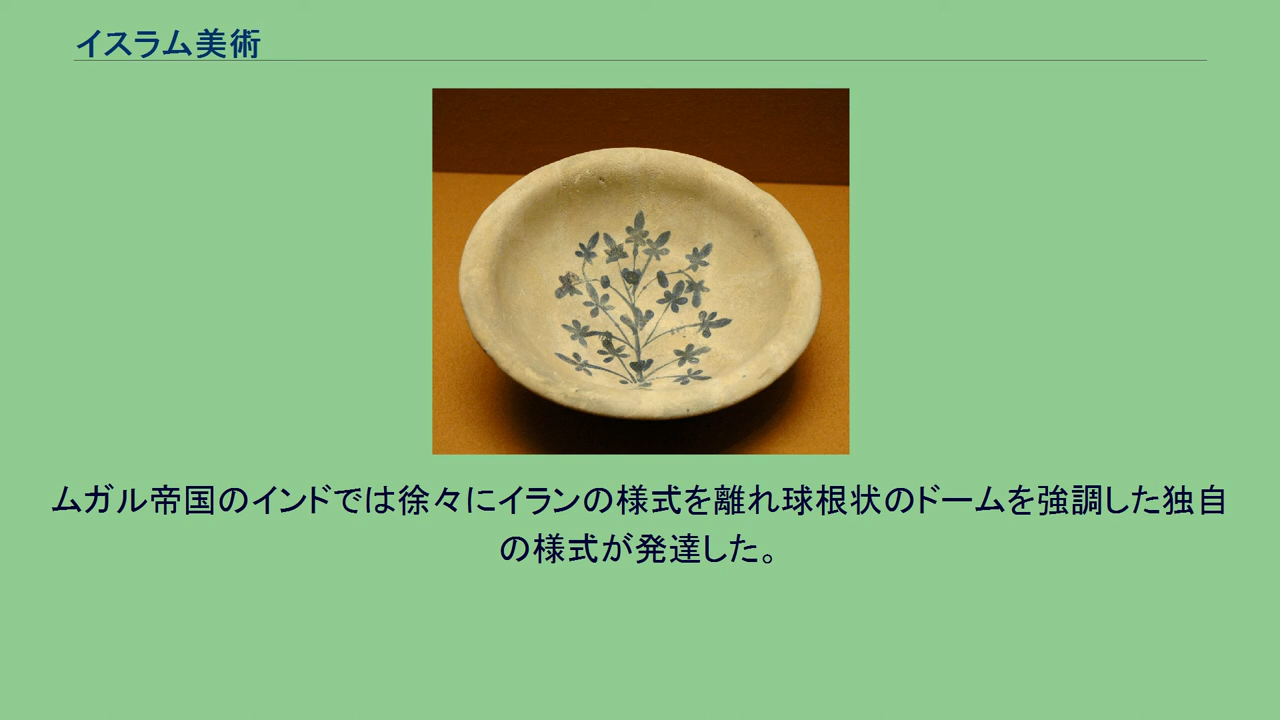 イスラム美術
ムガル帝国のインドでは徐々にイランの様式を離れ球根状のドームを強調した独自
の様式が発達した。